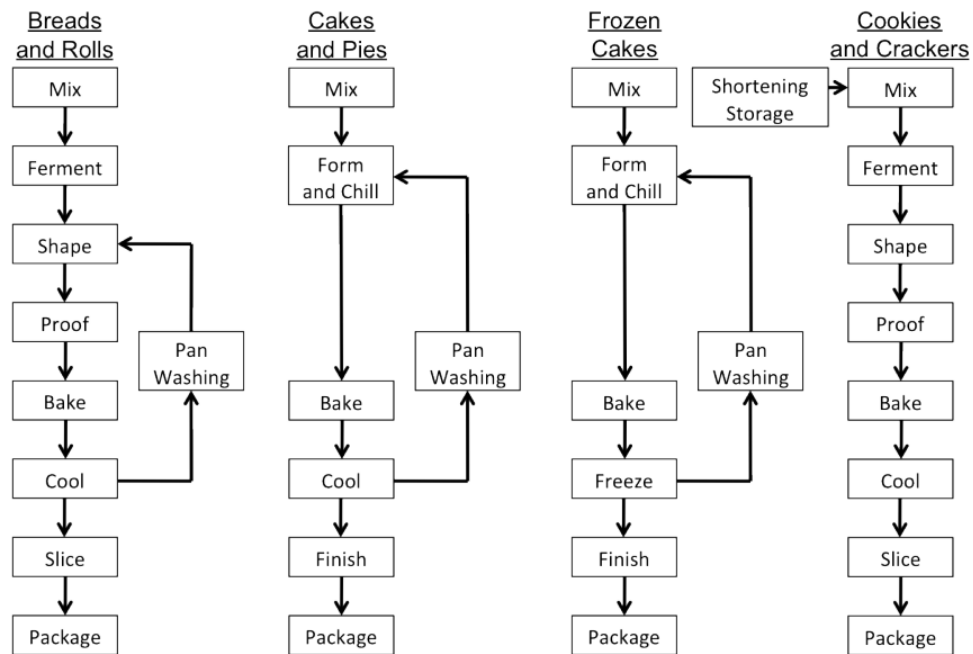 Breads
and Rolls
Mix
Ferment
Shape
Proof
Pan
Washing
Bake
Cool
Slice
Package
Cakes
and Pies
Mix
Form
and Chill
Pan
Washing
Bake
Cool
Finish
Package
Frozen
Cakes
Mix
Form
and Chill
Pan
Washing
Bake
Freeze
Finish
Package
Cookies
and Crackers
Shortening
Storage
Mix
Ferment
Shape
Proof
Bake
Cool
Slice
Package